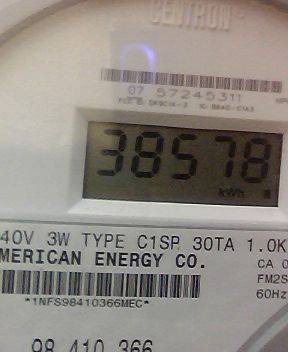 CENTRON
07 57245311
38578
kWh
40V 3W TYPE C1SR 30TA 1.0K
MERICAN ENERGY CO.
CA 0
FM2S
60Hz
*1NFS98410366MEC*
98 410 366